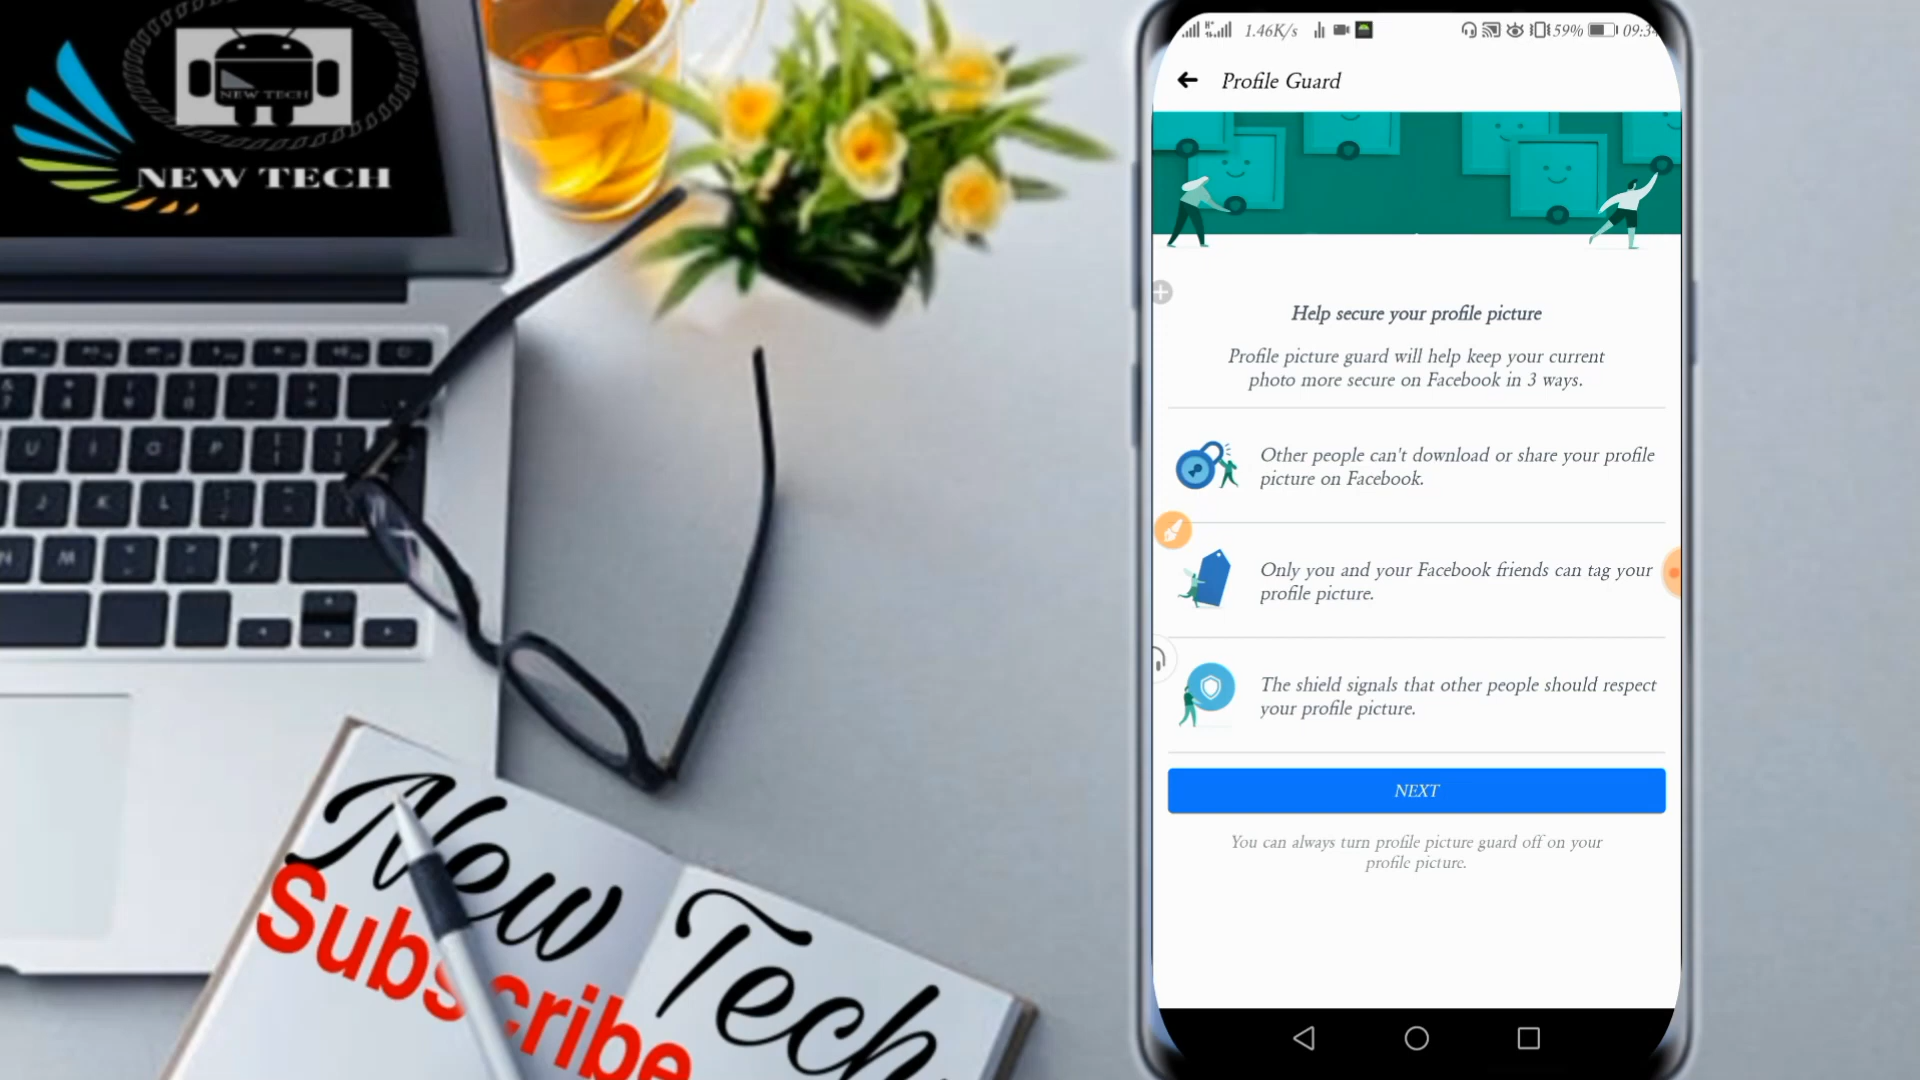 NEW TECH
NEW TECH
New Tech
Subscribe
1.46K/s
59%
Profile Guard
Help secure your profile picture
Profile picture guard will help keep your current
photo more secure on Facebook in 3 ways.
Other people can't download or share your profile
picture on Facebook.
Only you and your Facebook friends can tag your
profile picture.
The shield signals that other people should respect
your profile picture.
NEXT
You can always turn profile picture guard off on your
profile picture.